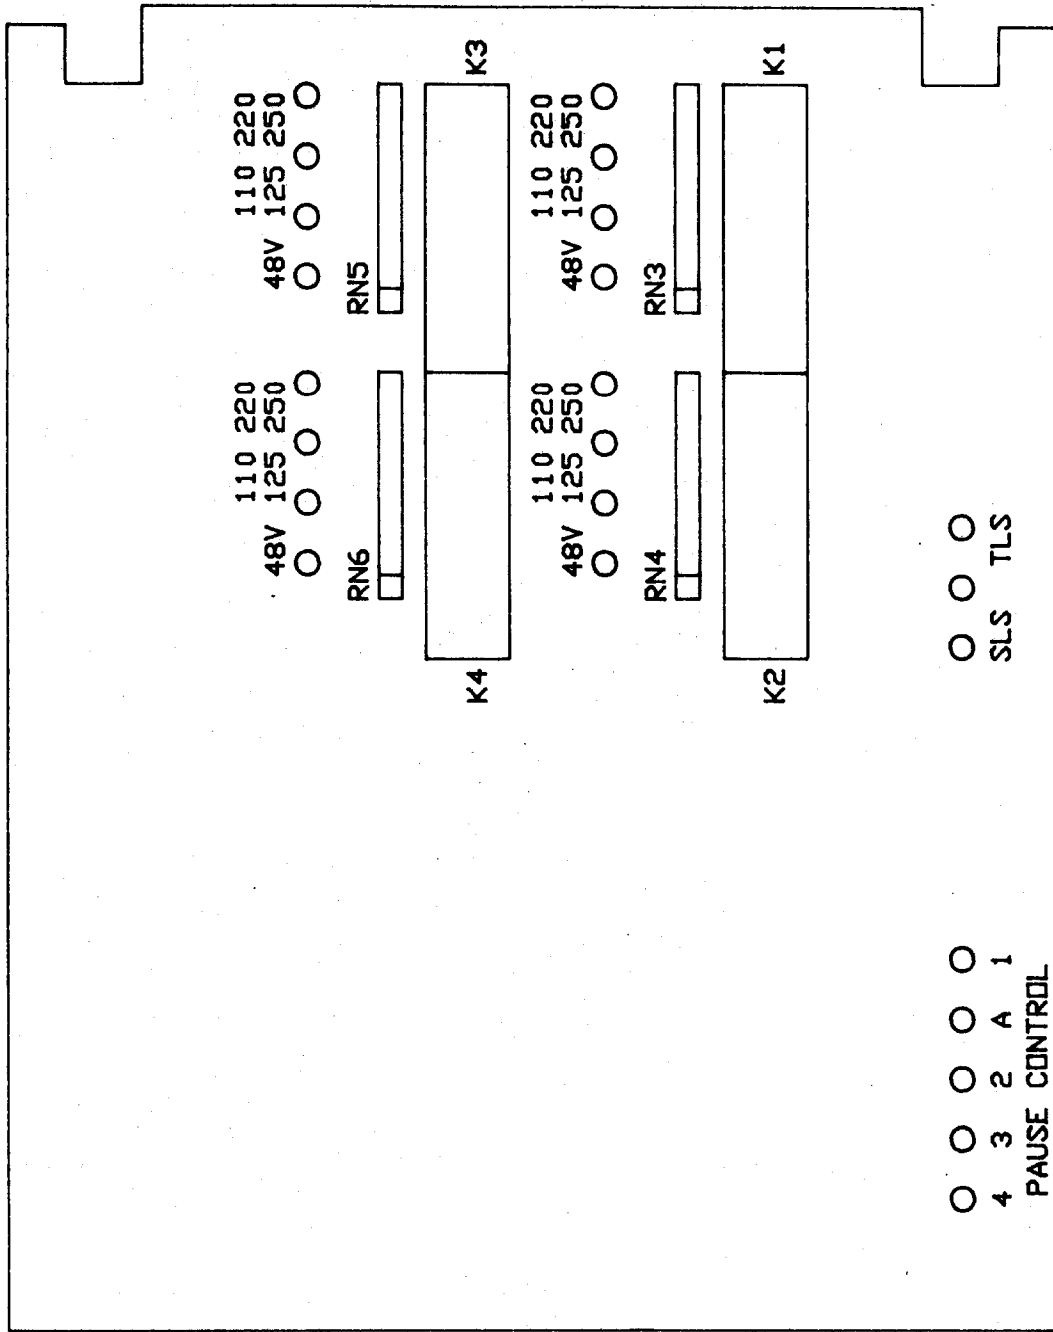 110 220 110 220
48V 125 250 48V 125 250
RN6 RN5
K4 K3
110 220 110 220
48V 125 250 48V 125 250
RN4 RN3
K2 K1
4 3 2 A 1 SLS TLS
PAUSE CONTROL